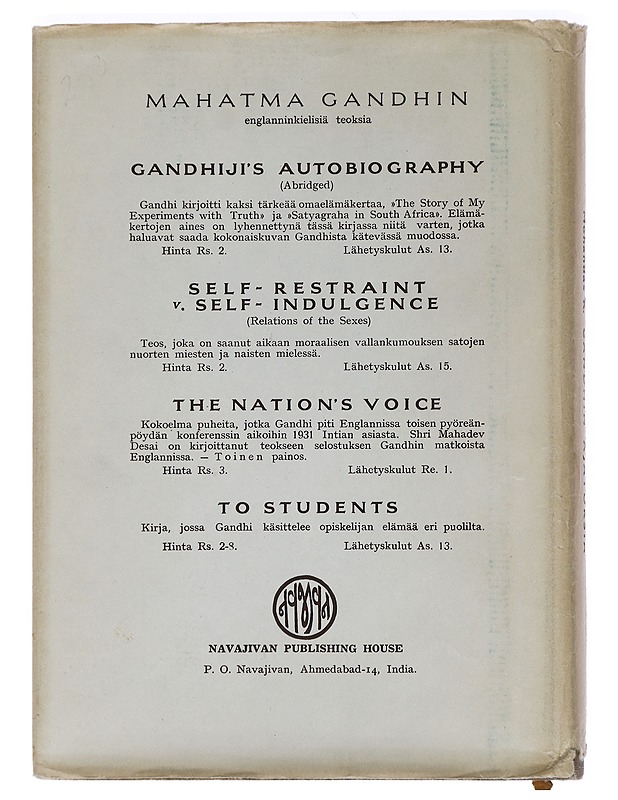 MAHATMA GANDHIN
englanninkielisiä teoksia
GANDHIJI'S AUTOBIOGRAPHY
(Abridged)
Gandhi kirjoitti kaksi tärkeää omaelämäkertaa, »The Story of My
Experiments with Truth» ja »Satyagraha in South Africa». Elämä-
kertojen aines on lyhennettynä tässä kirjassa niitä varten, jotka
haluavat saada kokonaiskuvan Gandhista kätevässä muodossa.
Hinta Rs. 2. Lähetyskulut As. 13.
SELF-RESTRAINT
v. SELF-INDULGENCE
(Relations of the Sexes)
Teos, joka on saanut aikaan moraalisen vallankumouksen satojen
nuorten miesten ja naisten mielessä.
Hinta Rs. 2. Lähetyskulut As. 15.
THE NATION'S VOICE
Kokoelma puheita, jotka Gandhi piti Englannissa toisen pyöreän-
pöydän konferenssin aikoihin 1931 Intian asiasta. Shri Mahadev
Desai on kirjoittanut teokseen selostuksen Gandhin matkoista
Englannissa. — Toinen painos.
Hinta Rs. 3. Lähetyskulut Re. 1.
TO STUDENTS
Kirja, jossa Gandhi käsittelee opiskelijan elämää eri puolilta.
Hinta Rs. 2-8. Lähetyskulut As. 13.
NAVAJIVAN PUBLISHING HOUSE
P. O. Navajivan, Ahmedabad-14, India.